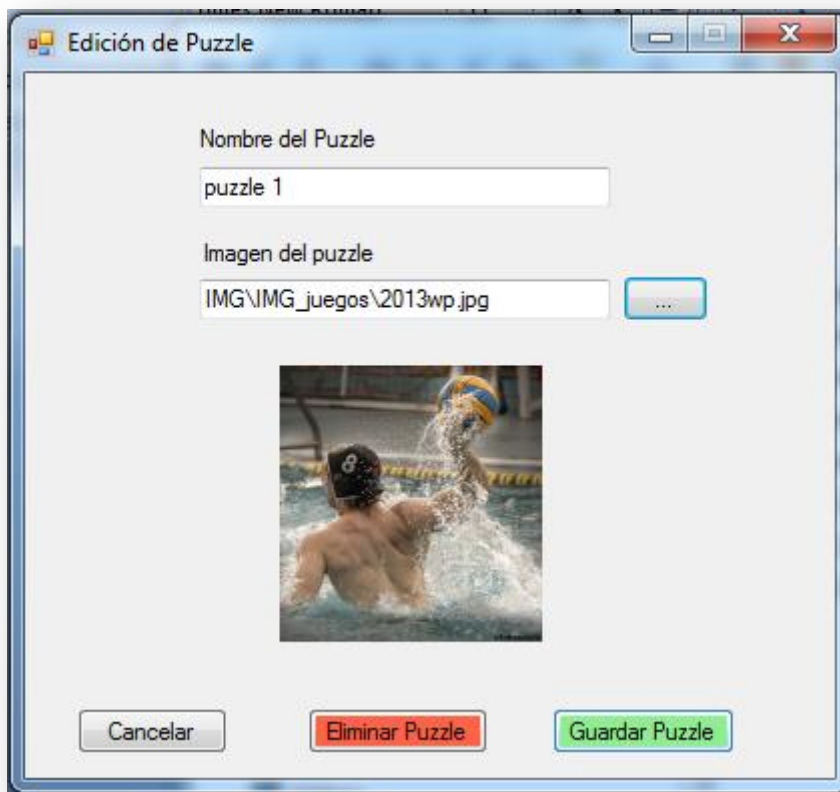 Edición de Puzzle
Nombre del Puzzle
puzzle 1
Imagen del puzzle
IMG\IMG_juegos\2013wp.jpg
...
8
Cancelar
Eliminar Puzzle
Guardar Puzzle